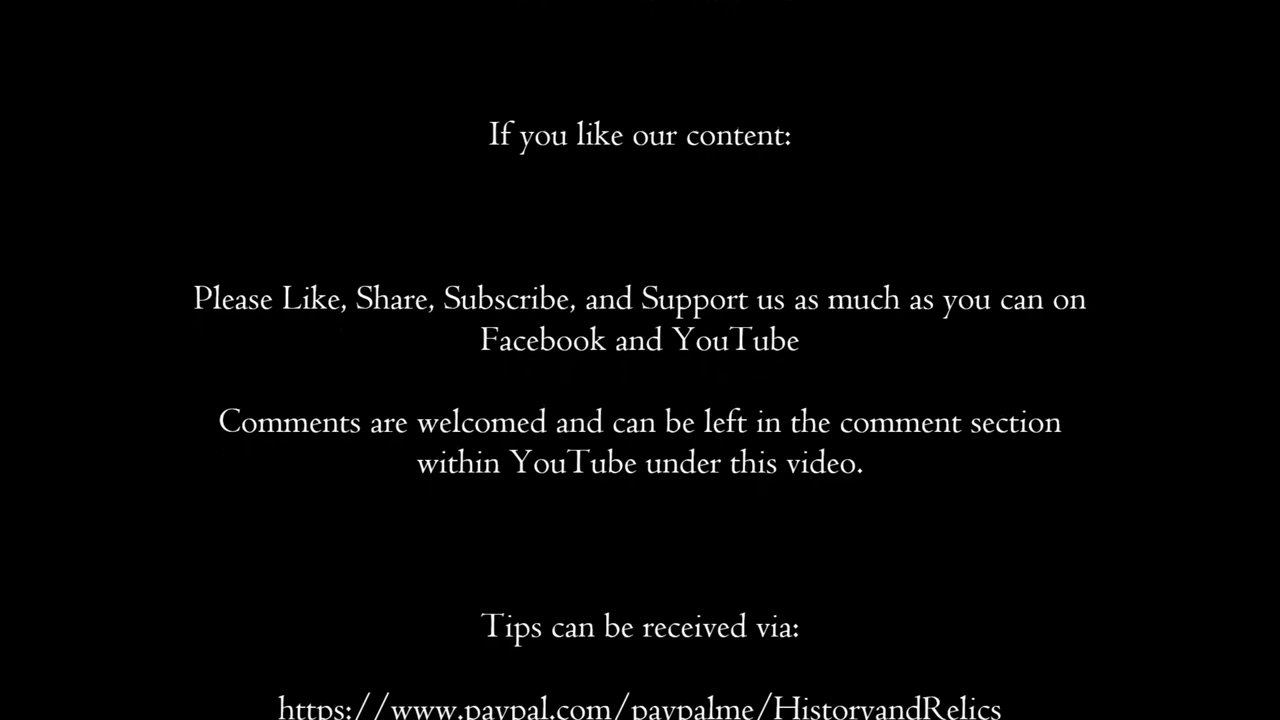 If you like our content:
Please Like, Share, Subscribe, and Support us as much as you can on
Facebook and YouTube
Comments are welcomed and can be left in the comment section
within YouTube under this video.
Tips can be received via:
https://www.paypal.com/paypalme/HistoryandRelics